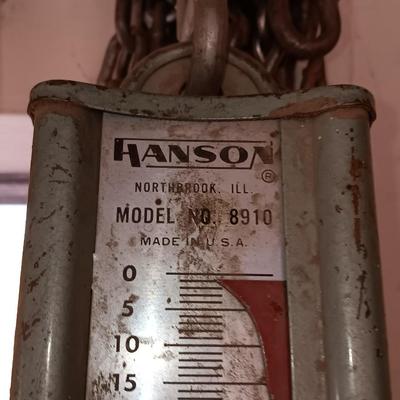 HANSON®
NORTHBROOK, ILL.
MODEL NO. 8910
MADE IN U.S.A.
0
5
10
15